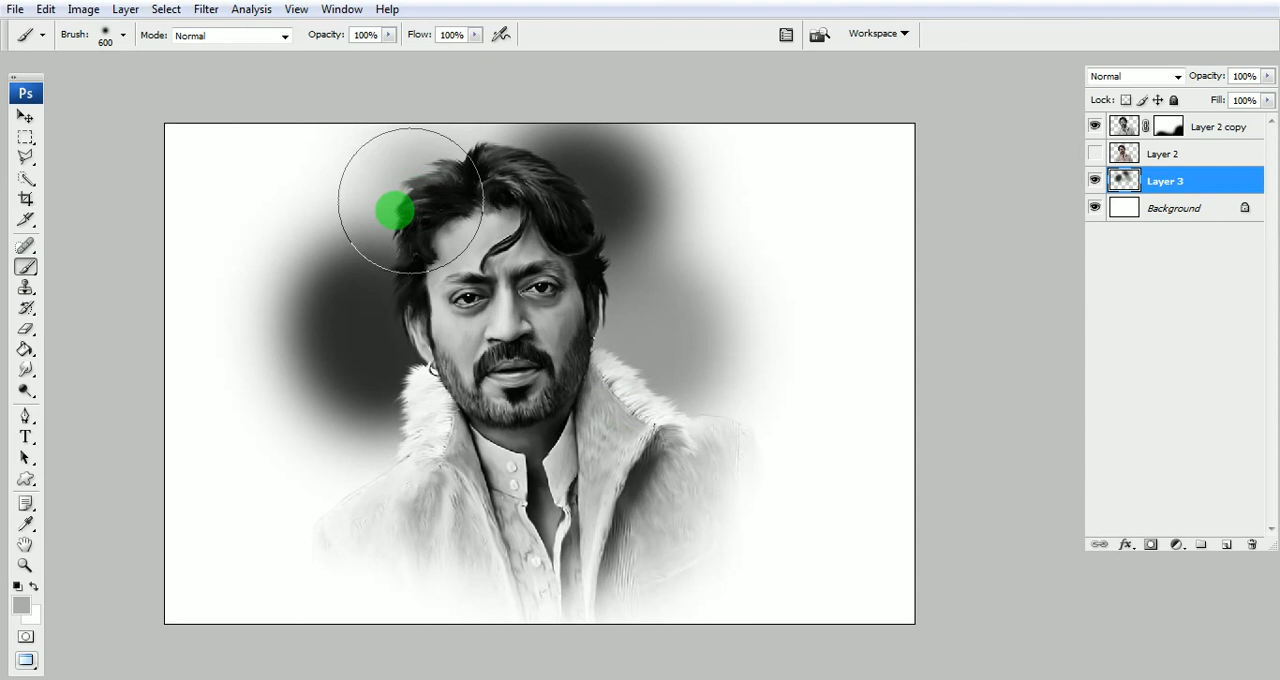 File Edit Image Layer Select Filter Analysis View Window Help
Brush: 600 Mode: Normal Opacity: 100% Flow: 100% Workspace
Ps
Normal Opacity: 100%
Lock: Fill: 100%
Layer 2 copy
Layer 2
Layer 3
Background
T
fx